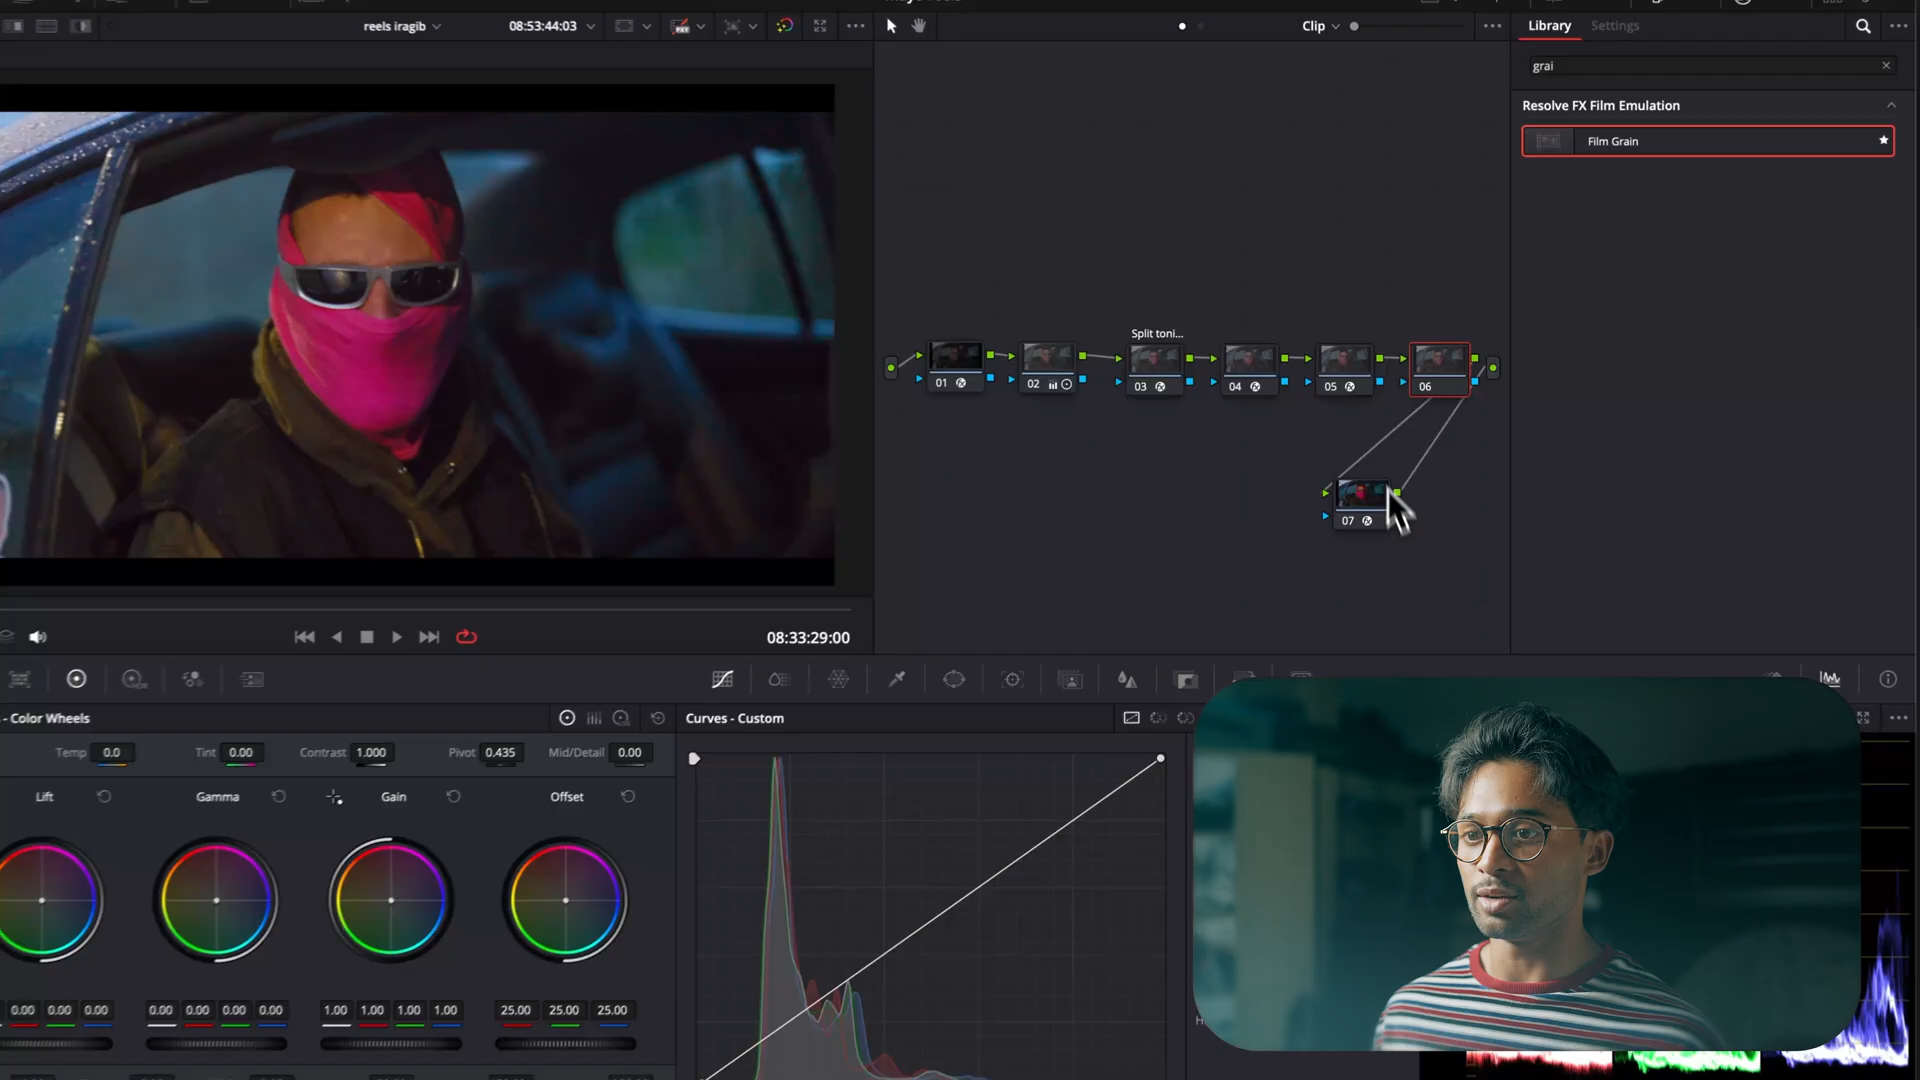 reels iragib
08:53:44:03
Clip
Library
Settings
grai
Resolve FX Film Emulation
Film Grain
Split toni...
01
02
03
04
05
06
07
08:33:29:00
- Color Wheels
Curves - Custom
Temp 0.0
Tint 0.00
Contrast 1.000
Pivot 0.435
Mid/Detail 0.00
Lift
Gamma
Gain
Offset
0.00 0.00 0.00
0.00 0.00 0.00 0.00
1.00 1.00 1.00 1.00
25.00 25.00 25.00